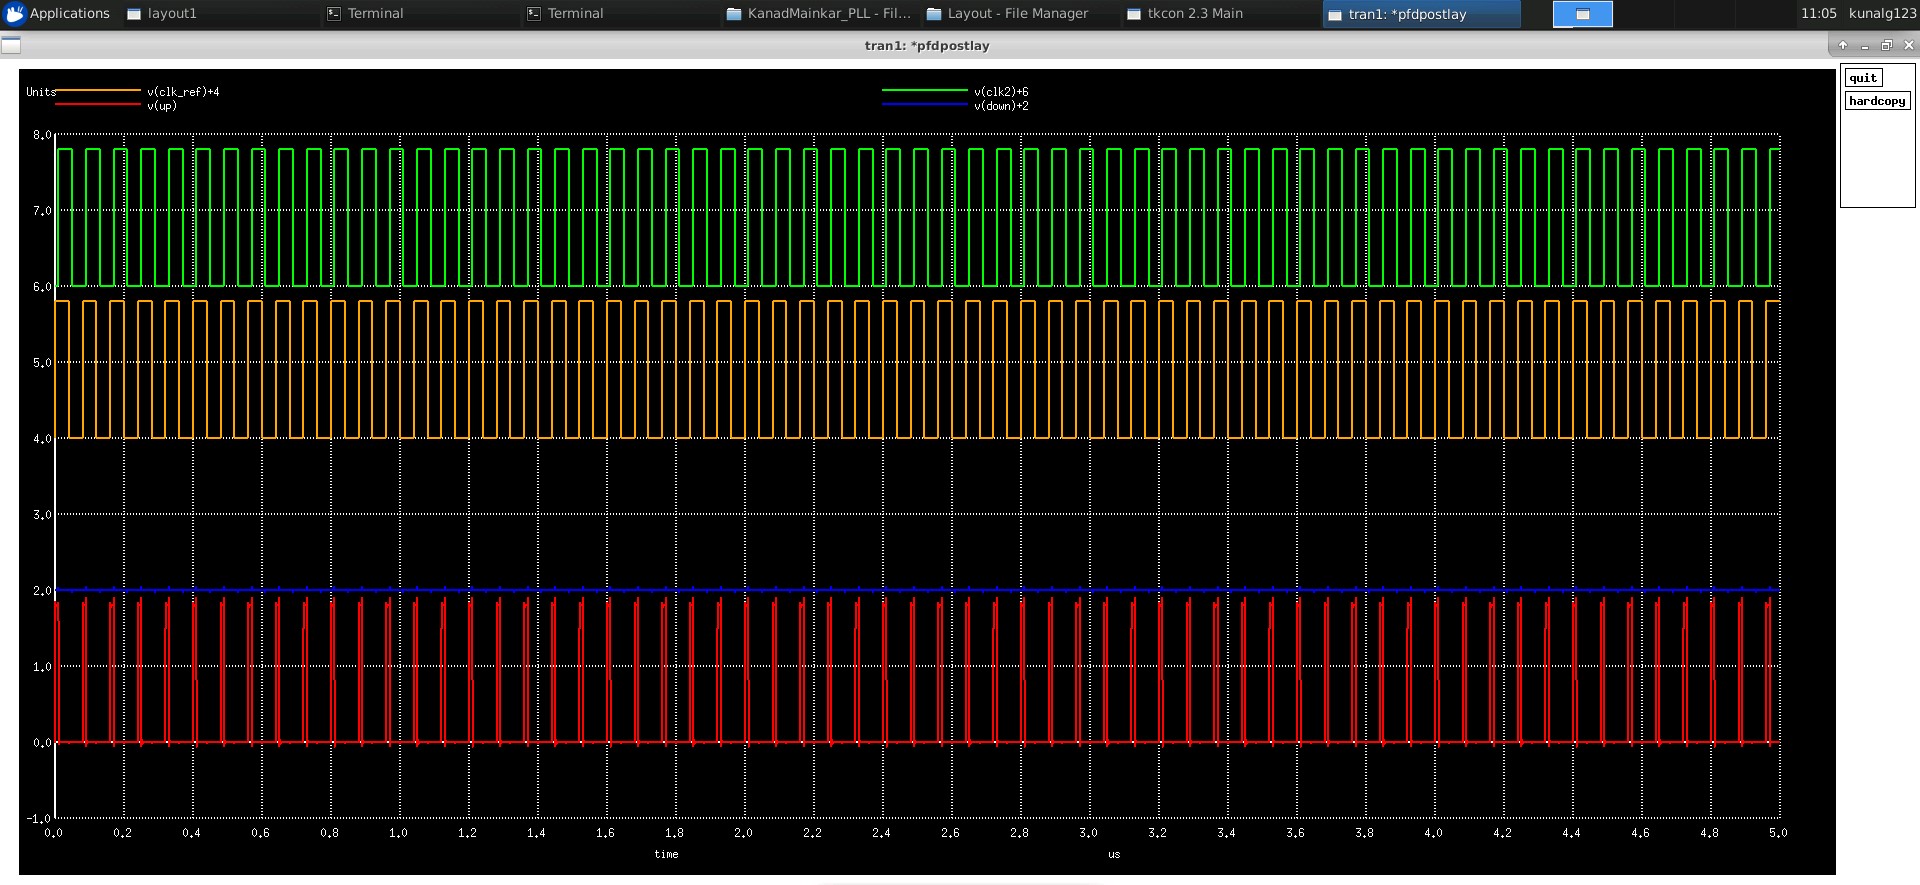 Applications layout1 Terminal Terminal KanadMainkar_PLL - Fil... Layout - File Manager tkcon 2.3 Main tran1: *pfdpostlay 11:05 kunalg123
tran1: *pfdpostlay
quit
hardcopy
Units v(clk_ref)+4 v(clk2)+6
v(up) v(down)+2
8.0
7.0
6.0
5.0
4.0
3.0
2.0
1.0
0.0
-1.0
0.0 0.2 0.4 0.6 0.8 1.0 1.2 1.4 1.6 1.8 2.0 2.2 2.4 2.6 2.8 3.0 3.2 3.4 3.6 3.8 4.0 4.2 4.4 4.6 4.8 5.0
time us